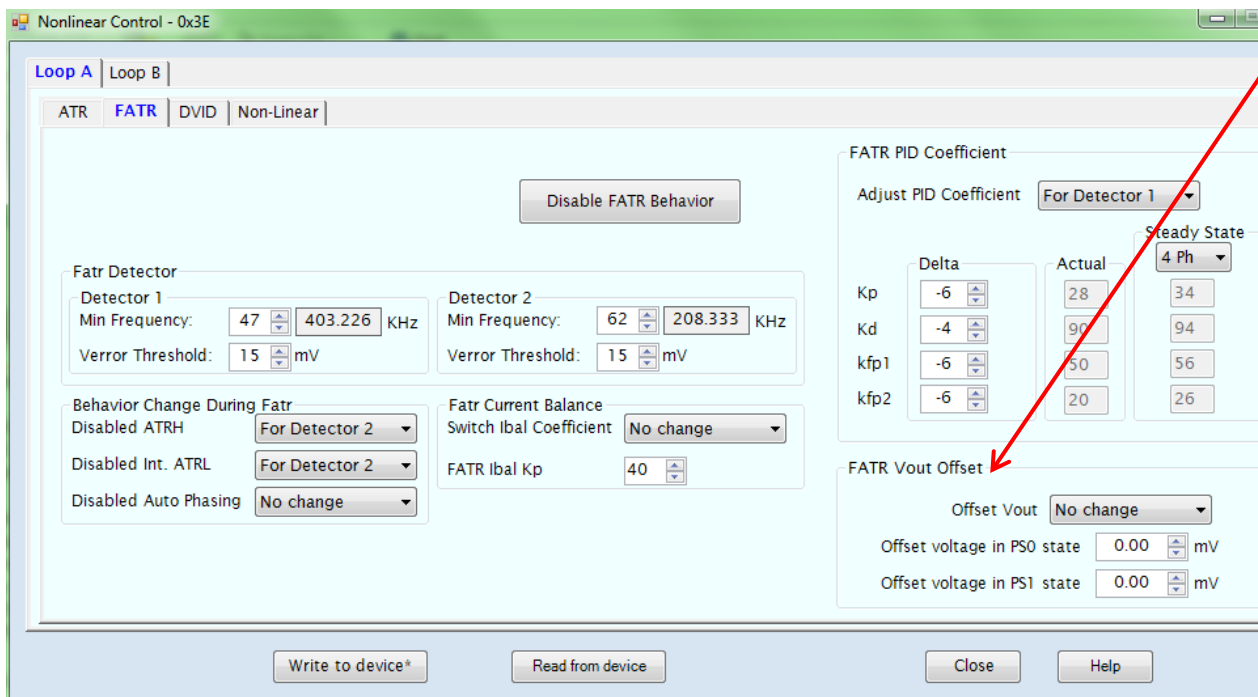 Nonlinear Control - 0x3E
Loop A Loop B
ATR FATR DVID Non-Linear
Disable FATR Behavior
Fatr Detector
Detector 1
Min Frequency: 47 403.226 KHz
Verror Threshold: 15 mV
Detector 2
Min Frequency: 62 208.333 KHz
Verror Threshold: 15 mV
Behavior Change During Fatr
Disabled ATRH For Detector 2
Disabled Int. ATRL For Detector 2
Disabled Auto Phasing No change
Fatr Current Balance
Switch Ibal Coefficient No change
FATR Ibal Kp 40
FATR PID Coefficient
Adjust PID Coefficient For Detector 1
Steady State
Delta Actual 4 Ph
Kp -6 28 34
Kd -4 90 94
kfp1 -6 50 56
kfp2 -6 20 26
FATR Vout Offset
Offset Vout No change
Offset voltage in PS0 state 0.00 mV
Offset voltage in PS1 state 0.00 mV
Write to device* Read from device Close Help